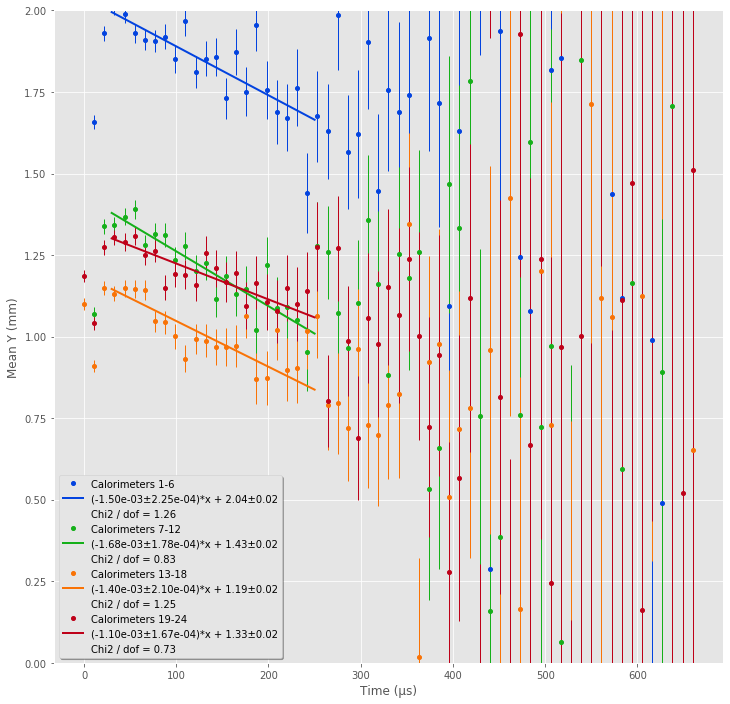 2.00
1.75
1.50
1.25
1.00
0.75
0.50
0.25
0.00
Mean Y (mm)
Calorimeters 1-6
(-1.50e-03±2.25e-04)*x + 2.04±0.02
Chi2 / dof = 1.26
Calorimeters 7-12
(-1.68e-03±1.78e-04)*x + 1.43±0.02
Chi2 / dof = 0.83
Calorimeters 13-18
(-1.40e-03±2.10e-04)*x + 1.19±0.02
Chi2 / dof = 1.25
Calorimeters 19-24
(-1.10e-03±1.67e-04)*x + 1.33±0.02
Chi2 / dof = 0.73
0 100 200 300 400 500 600
Time (μs)